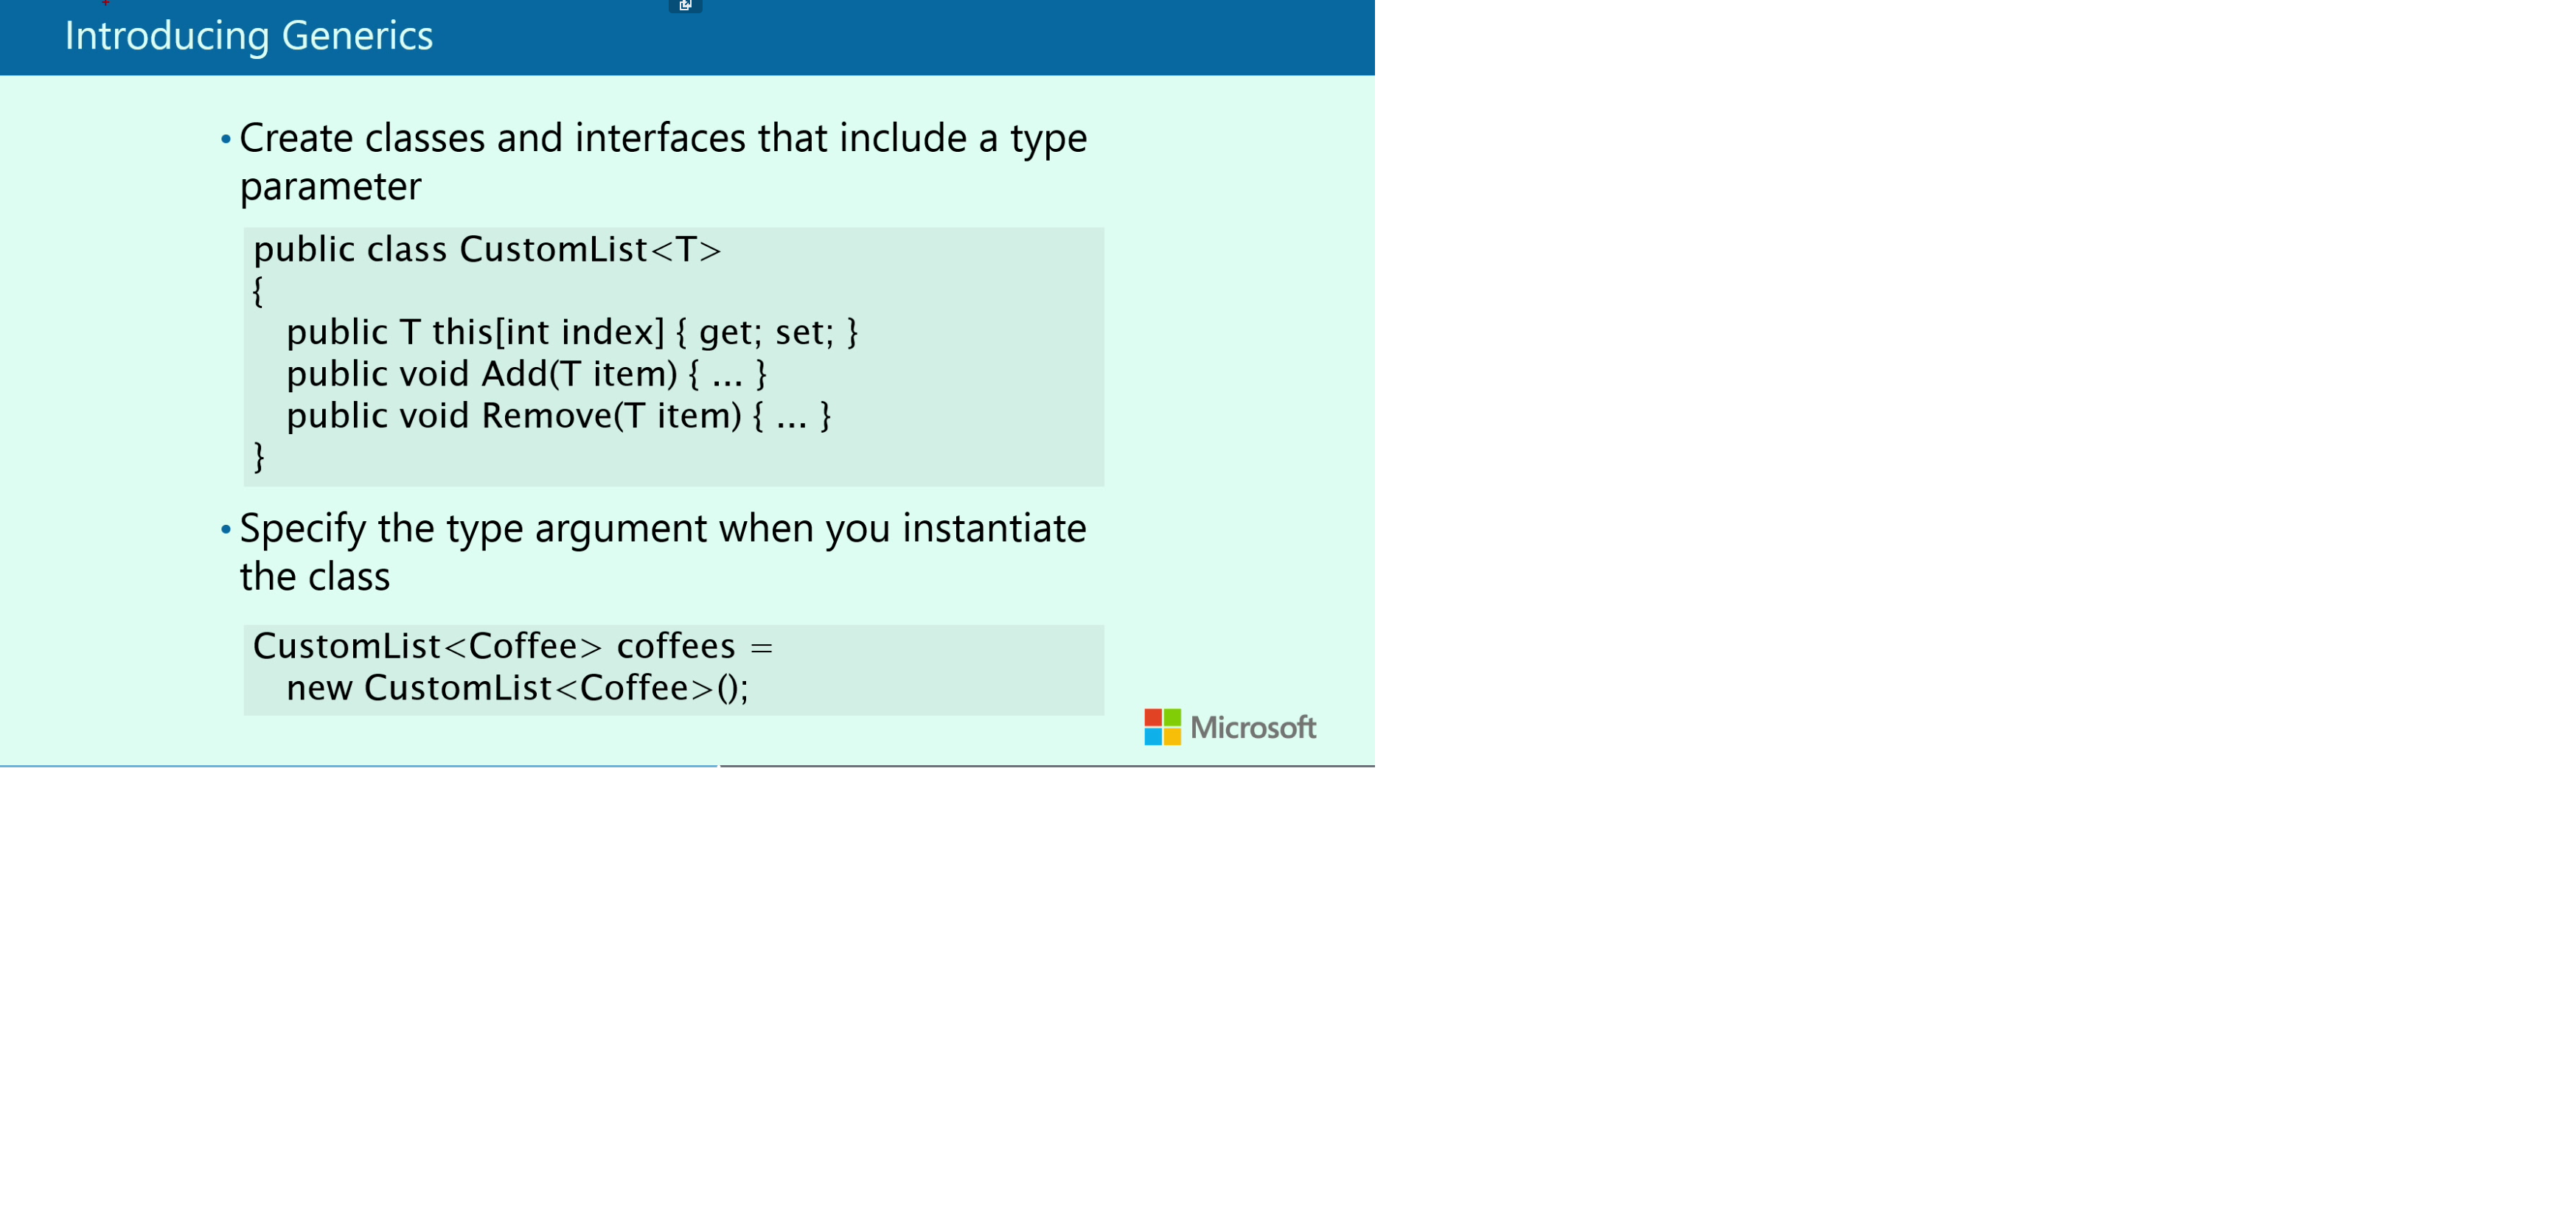 Introducing Generics
• Create classes and interfaces that include a type
parameter
public class CustomList<T>
{
public T this[int index] { get; set; }
public void Add(T item) { ... }
public void Remove(T item) { ... }
}
• Specify the type argument when you instantiate
the class
CustomList<Coffee> coffees =
new CustomList<Coffee>();
Microsoft